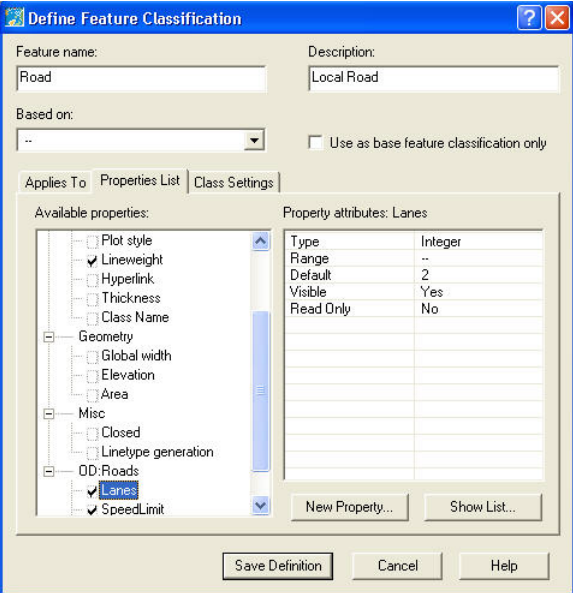 Define Feature Classification
Feature name:
Description:
Road
Local Road
Based on:
--
Use as base feature classification only
Applies To
Properties List
Class Settings
Available properties:
Plot style
Lineweight
Hyperlink
Thickness
Class Name
Geometry
Global width
Elevation
Area
Misc
Closed
Linetype generation
OD:Roads
Lanes
SpeedLimit
Property attributes: Lanes
Type Integer
Range --
Default 2
Visible Yes
Read Only No
New Property...
Show List...
Save Definition
Cancel
Help